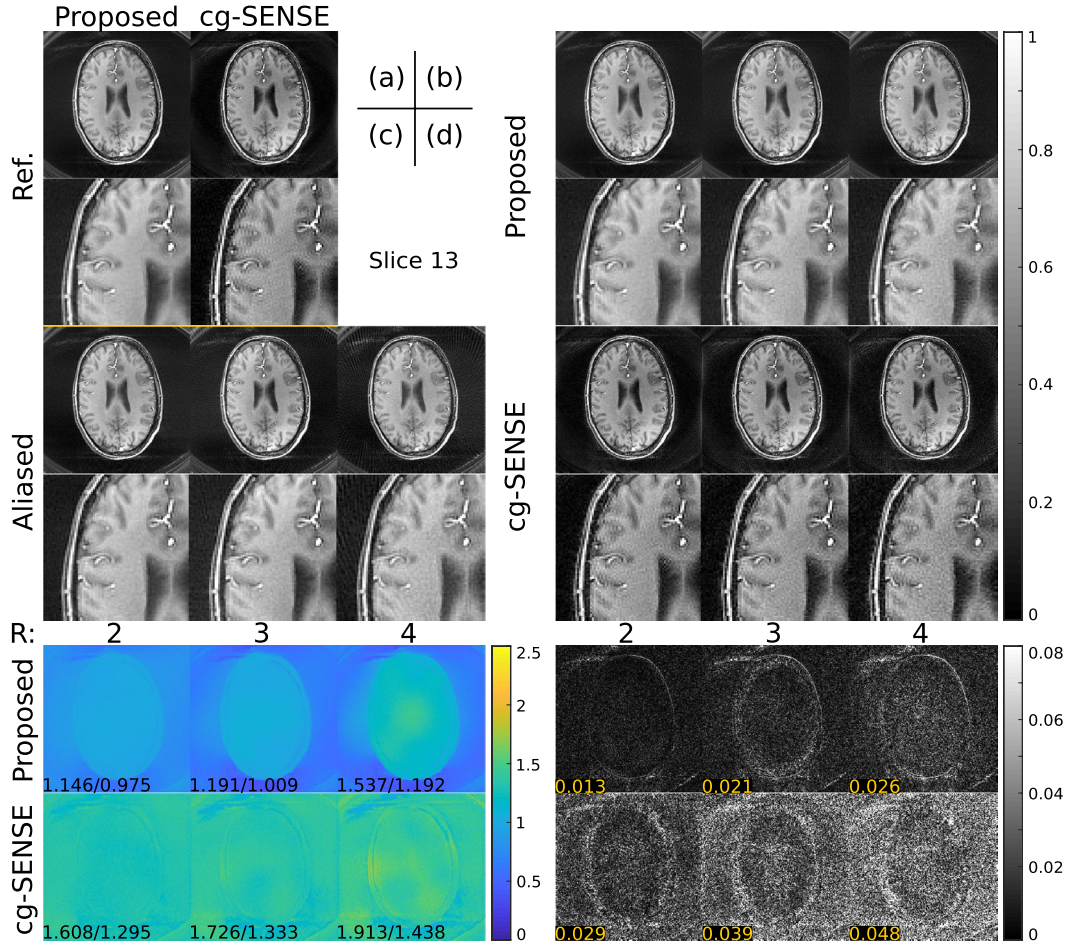 Proposed cg-SENSE
Ref.
(a) (b)
(c) (d)
Slice 13
Proposed
1
0.8
0.6
0.4
0.2
0
Aliased
cg-SENSE
R: 2 3 4
2 3 4
Proposed
1.146/0.975 1.191/1.009 1.537/1.192
cg-SENSE
1.608/1.295 1.726/1.333 1.913/1.438
2.5
2
1.5
1
0.5
0
0.013 0.021 0.026
0.029 0.039 0.048
0.08
0.06
0.04
0.02
0